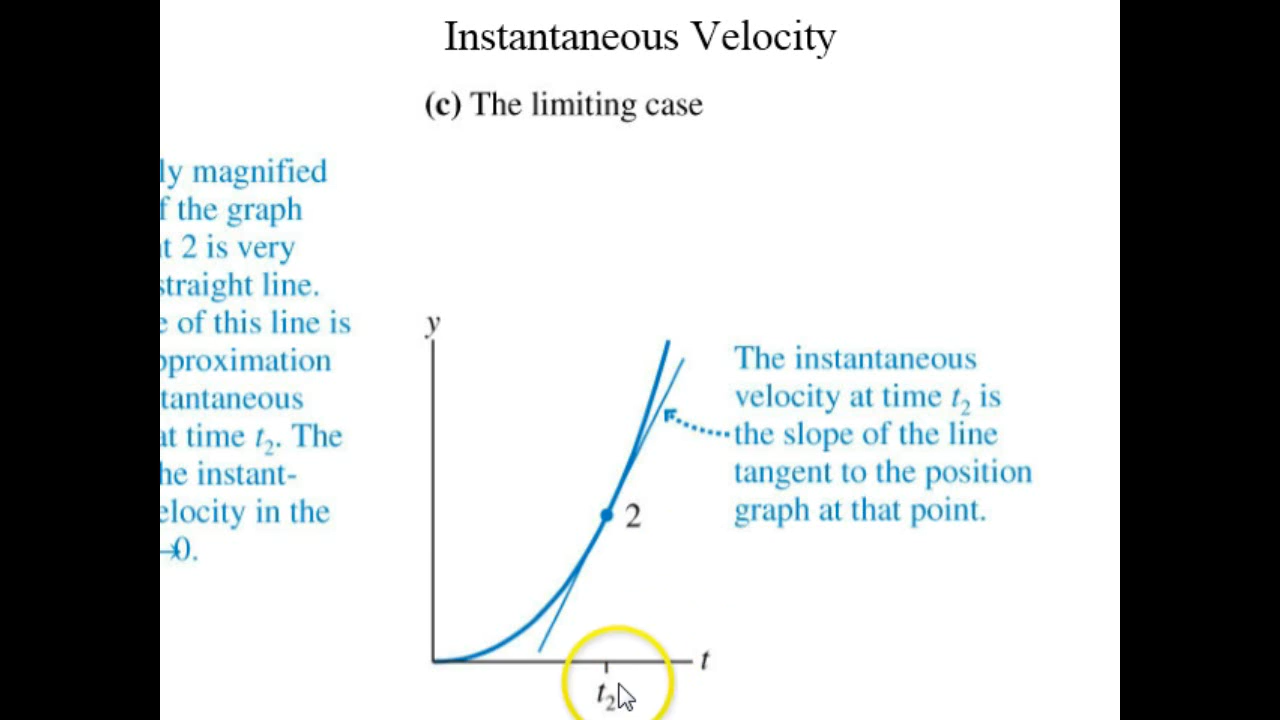 Instantaneous Velocity
(c) The limiting case
ly magnified
f the graph
t 2 is very
straight line.
e of this line is
pproximation
tantaneous
at time t₂. The
he instant-
elocity in the
→0.
y
The instantaneous
velocity at time t₂ is
the slope of the line
tangent to the position
graph at that point.
2
t
t₂